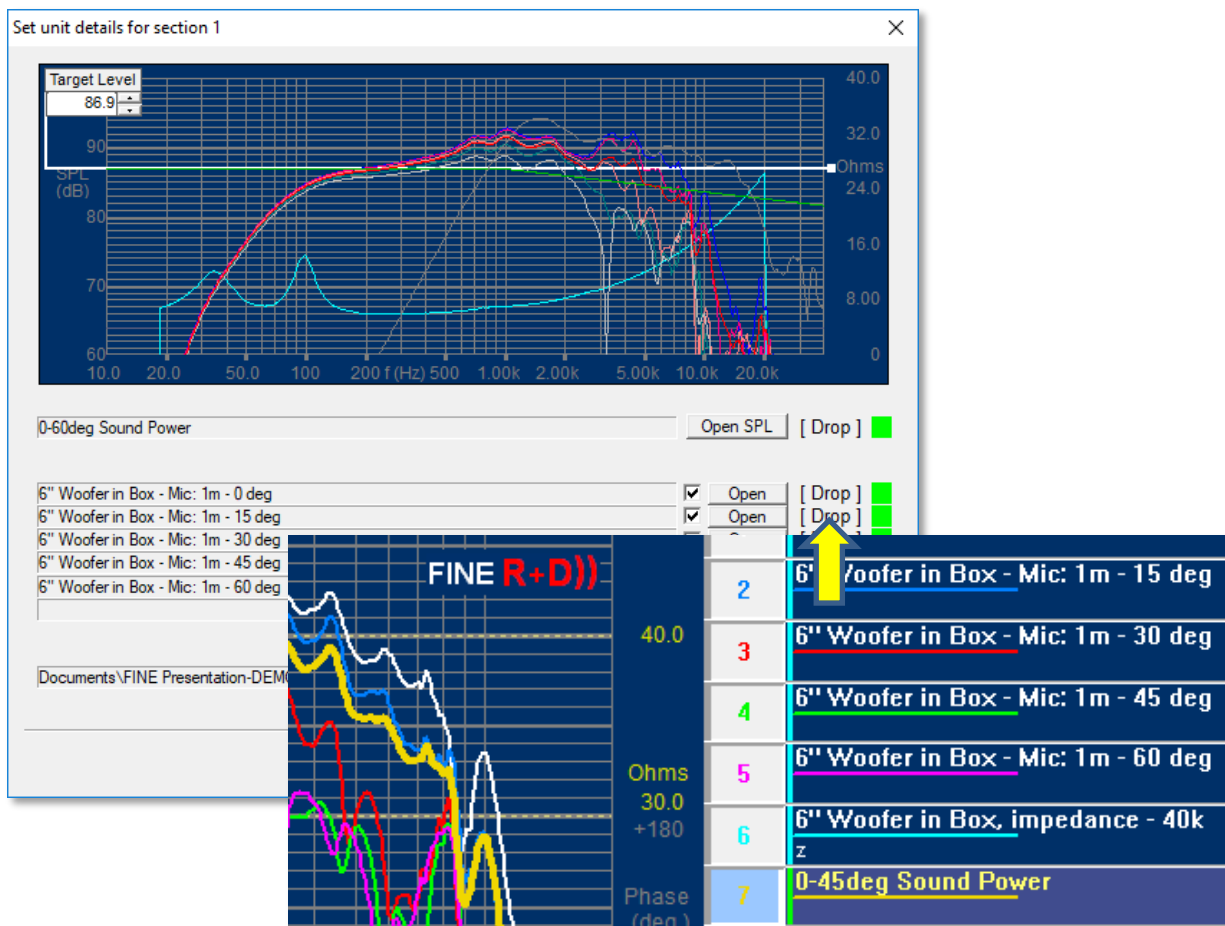 Set unit details for section 1
Target Level
86.9
40.0
90
32.0
SPL
Ohms
(dB)
24.0
80
16.0
70
8.00
60
0
10.0 20.0 50.0 100 200 f (Hz) 500 1.00k 2.00k 5.00k 10.0k 20.0k
0-60deg Sound Power Open SPL [ Drop ]
6" Woofer in Box - Mic: 1m - 0 deg Open [ Drop ]
6" Woofer in Box - Mic: 1m - 15 deg Open [ Drop ]
6" Woofer in Box - Mic: 1m - 30 deg
6" Woofer in Box - Mic: 1m - 45 deg
6" Woofer in Box - Mic: 1m - 60 deg
Documents\FINE Presentation-DEM
FINE R+D))
40.0
Ohms
30.0
+180
Phase
(deg.)
2 6" Woofer in Box - Mic: 1m - 15 deg
3 6" Woofer in Box - Mic: 1m - 30 deg
4 6" Woofer in Box - Mic: 1m - 45 deg
5 6" Woofer in Box - Mic: 1m - 60 deg
6 6" Woofer in Box, impedance - 40k
z
7 0-45deg Sound Power